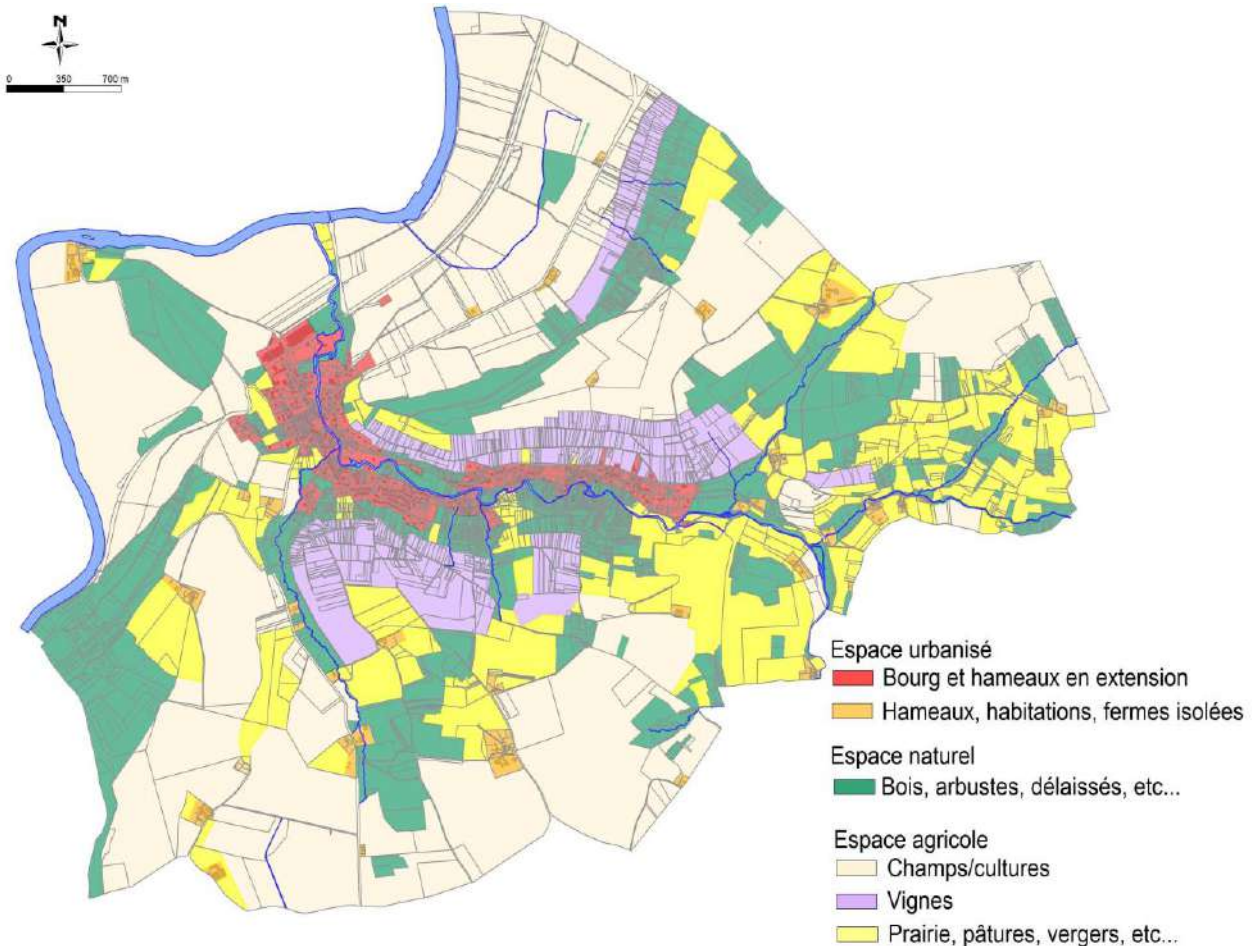 N
0 350 700 m
Espace urbanisé
Bourg et hameaux en extension
Hameaux, habitations, fermes isolées
Espace naturel
Bois, arbustes, délaissés, etc...
Espace agricole
Champs/cultures
Vignes
Prairie, pâtures, vergers, etc...